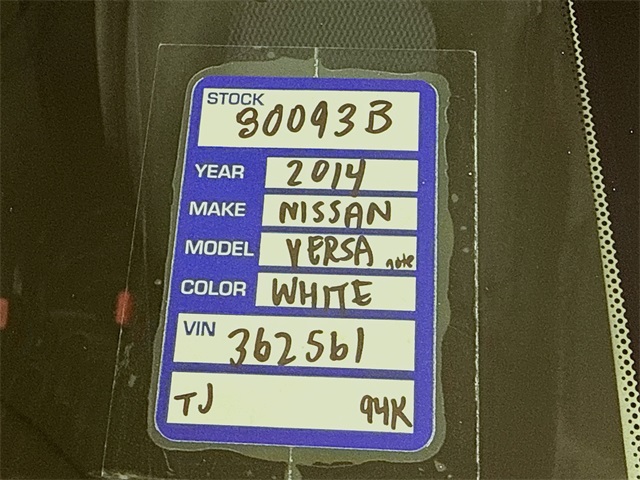 STOCK
80093B
YEAR 2014
MAKE NISSAN
MODEL VERSA note
COLOR WHITE
VIN 362561
TJ 94K